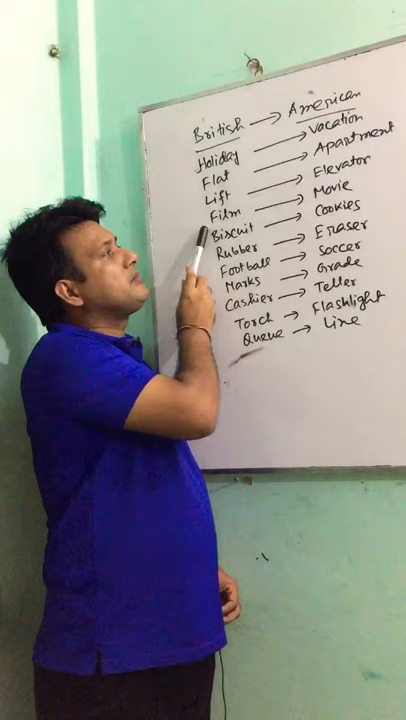 British → American
Holiday → Vacation
Flat → Apartment
Lift → Elevator
Film → Movie
Biscuit → Cookies
Rubber → Eraser
Football → Soccer
Marks → Grade
Cashier → Teller
Torch → Flashlight
Queue → Line